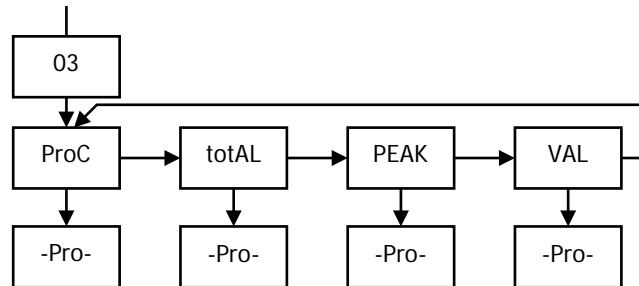 03
ProC totAL PEAK VAL
-Pro- -Pro- -Pro- -Pro-